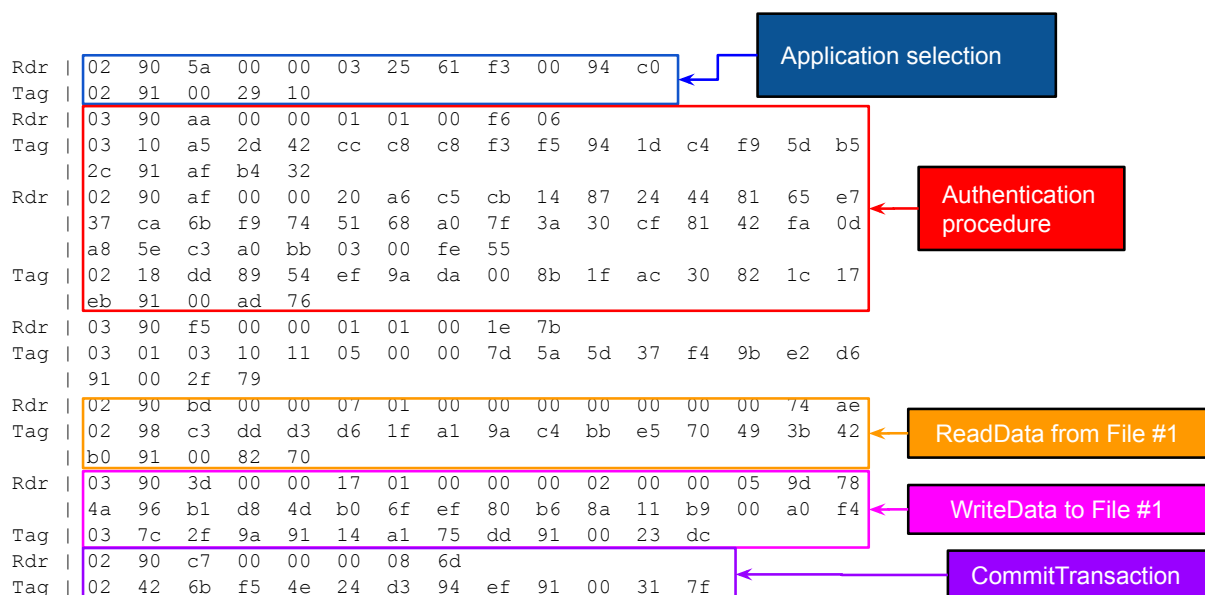 Application selection
Rdr | 02 90 5a 00 00 03 25 61 f3 00 94 c0
Tag | 02 91 00 29 10
Rdr | 03 90 aa 00 00 01 01 00 f6 06
Tag | 03 10 a5 2d 42 cc c8 c8 f3 f5 94 1d c4 f9 5d b5
| 2c 91 af b4 32
Rdr | 02 90 af 00 00 20 a6 c5 cb 14 87 24 44 81 65 e7
| 37 ca 6b f9 74 51 68 a0 7f 3a 30 cf 81 42 fa 0d
| a8 5e c3 a0 bb 03 00 fe 55
Authentication
procedure
Tag | 02 18 dd 89 54 ef 9a da 00 8b 1f ac 30 82 1c 17
| eb 91 00 ad 76
Rdr | 03 90 f5 00 00 01 01 00 1e 7b
Tag | 03 01 03 10 11 05 00 00 7d 5a 5d 37 f4 9b e2 d6
| 91 00 2f 79
Rdr | 02 90 bd 00 00 07 01 00 00 00 00 00 00 00 74 ae
Tag | 02 98 c3 dd d3 d6 1f a1 9a c4 bb e5 70 49 3b 42
| b0 91 00 82 70
ReadData from File #1
Rdr | 03 90 3d 00 00 17 01 00 00 00 02 00 00 05 9d 78
| 4a 96 b1 d8 4d b0 6f ef 80 b6 8a 11 b9 00 a0 f4
Tag | 03 7c 2f 9a 91 14 a1 75 dd 91 00 23 dc
WriteData to File #1
Rdr | 02 90 c7 00 00 00 08 6d
Tag | 02 42 6b f5 4e 24 d3 94 ef 91 00 31 7f
CommitTransaction